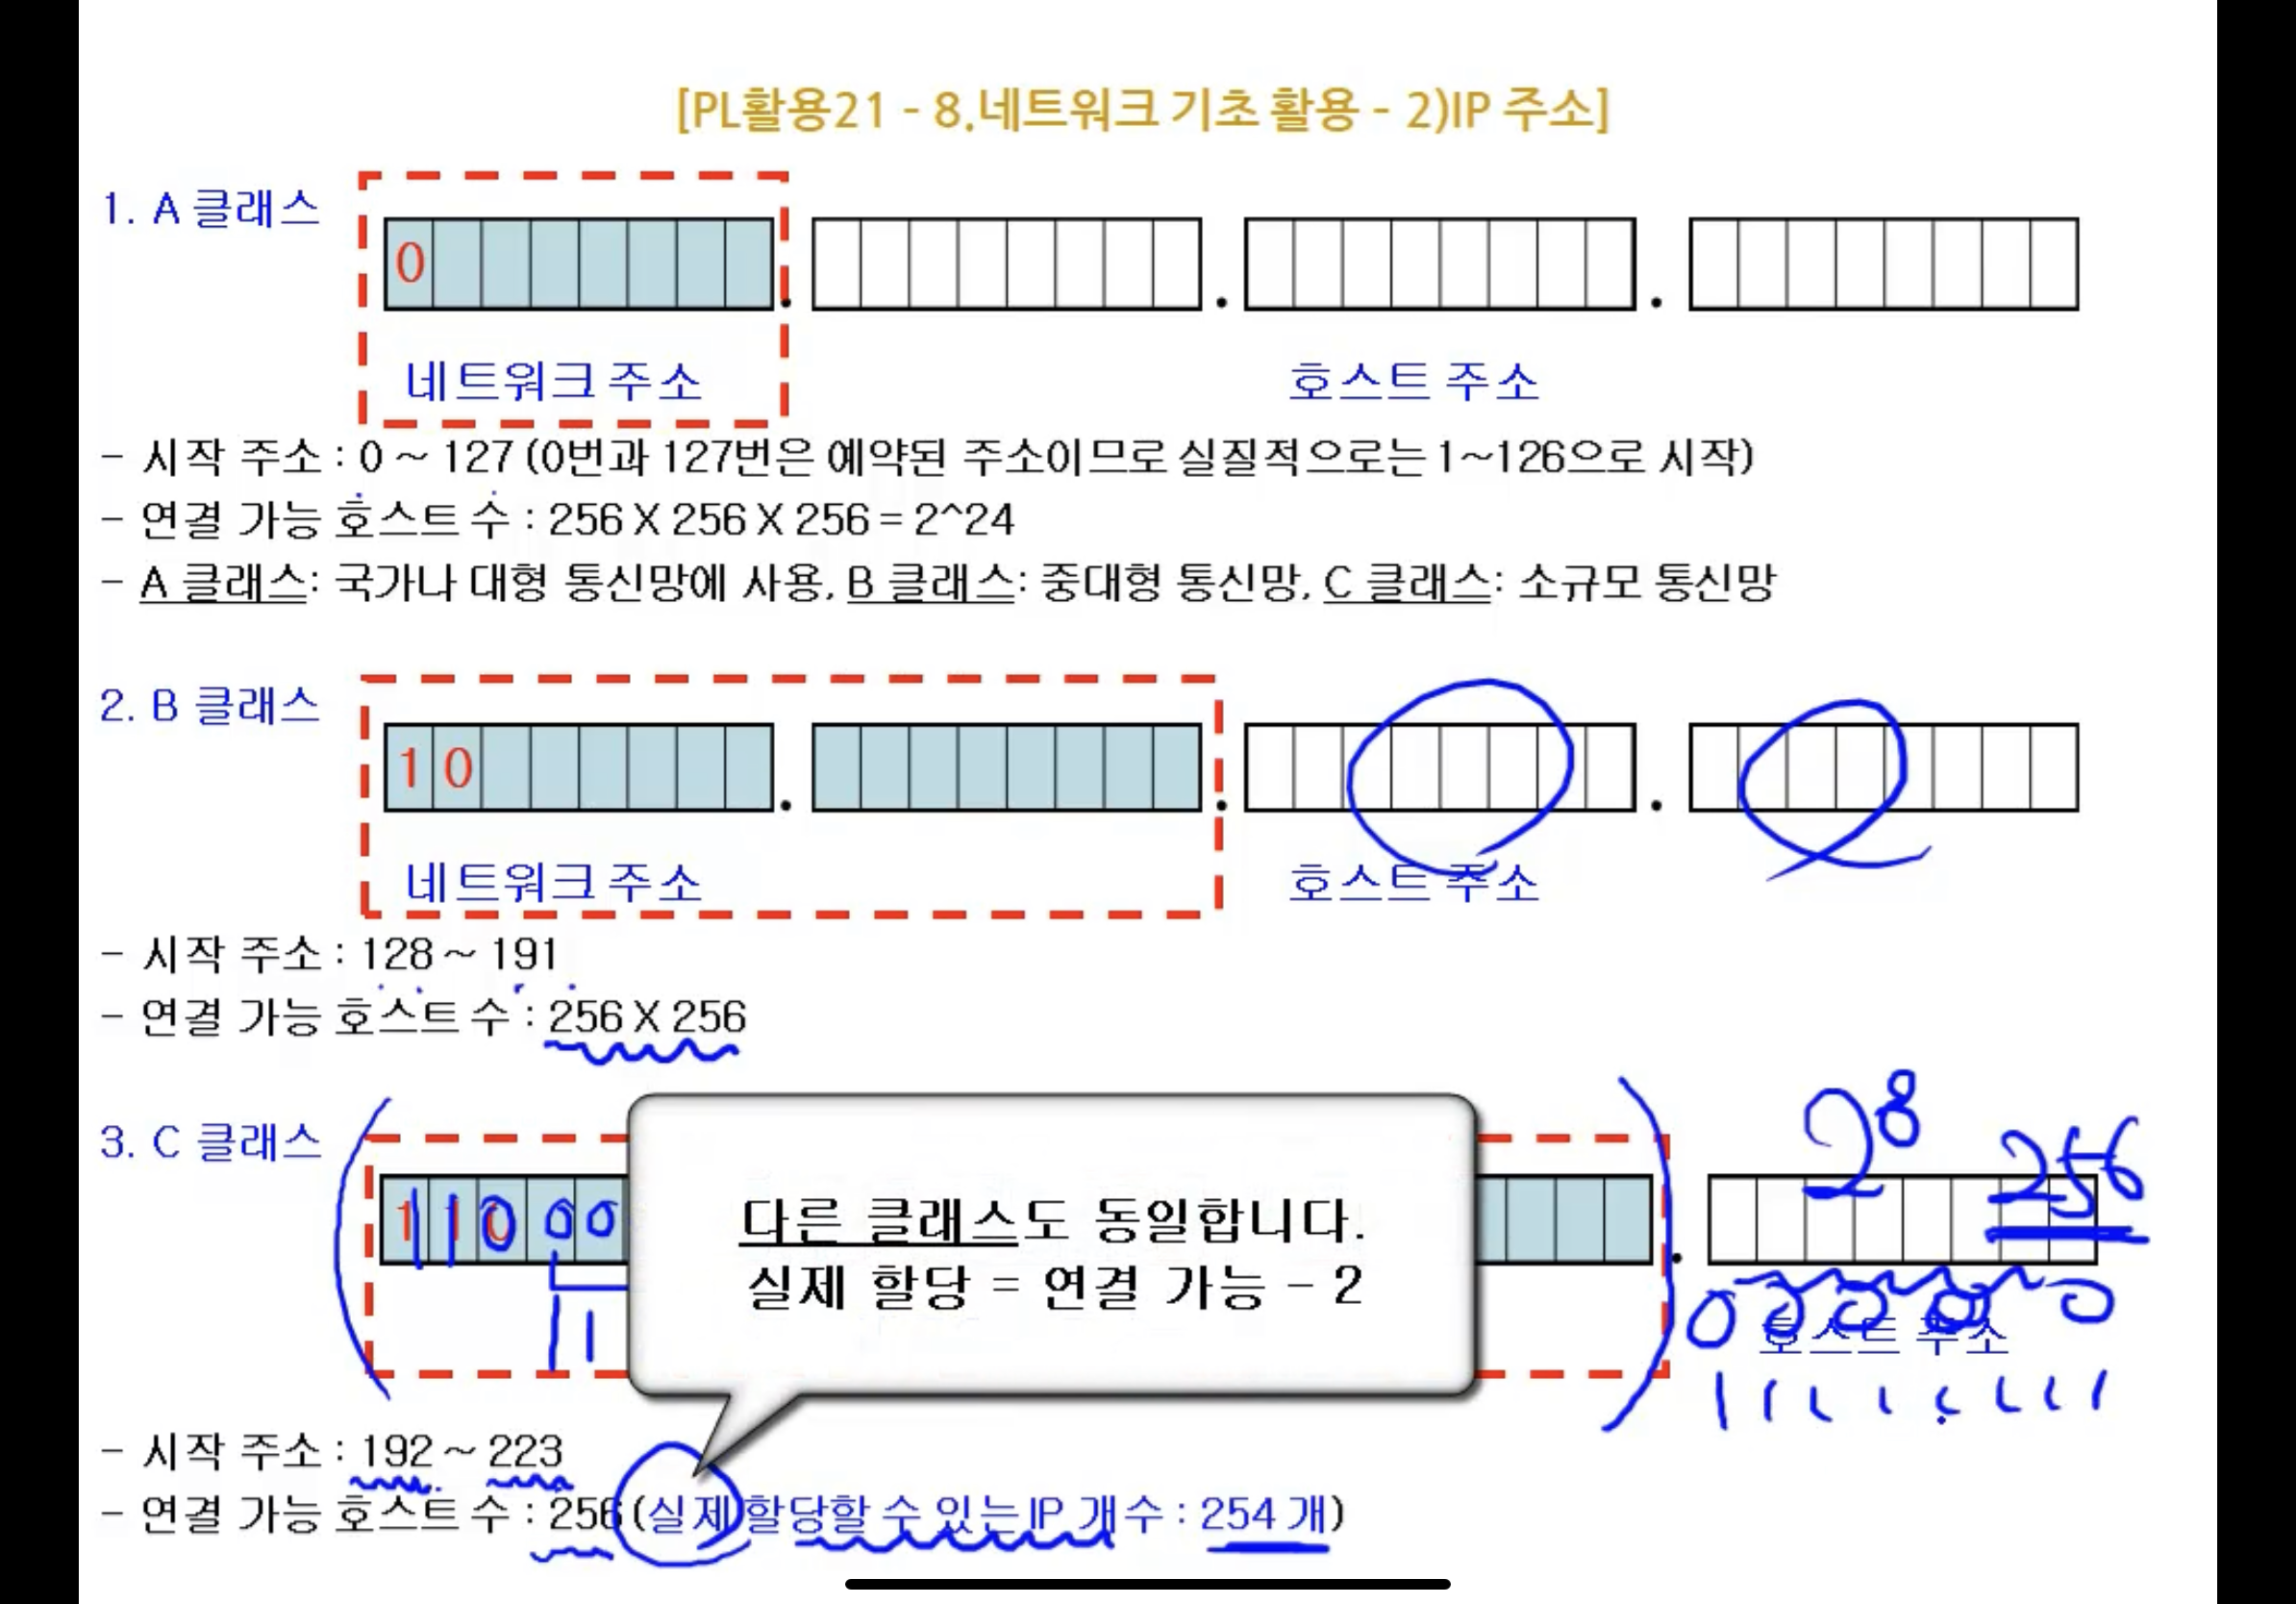 [PL활용21 - 8.네트워크 기초 활용 - 2)IP 주소]
1. A 클래스
0
네트워크 주소
호스트 주소
- 시작 주소 : 0 ~ 127 (0번과 127번은 예약된 주소이므로 실질적으로는 1~126으로 시작)
- 연결 가능 호스트 수 : 256 X 256 X 256 = 2^24
- A 클래스: 국가나 대형 통신망에 사용, B 클래스: 중대형 통신망, C 클래스: 소규모 통신망
2. B 클래스
1 0
네트워크 주소
호스트 주소
- 시작 주소 : 128 ~ 191
- 연결 가능 호스트 수 : 256 X 256
3. C 클래스
1 1 0 0 0
1 1
2^8
256
다른 클래스도 동일합니다.
실제 할당 = 연결 가능 - 2
0 0 0 0 0
호스트 주소
1 1 1 1 1 1 1 1
- 시작 주소 : 192 ~ 223
- 연결 가능 호스트 수 : 256 (실제 할당할 수 있는 IP 개수 : 254 개)